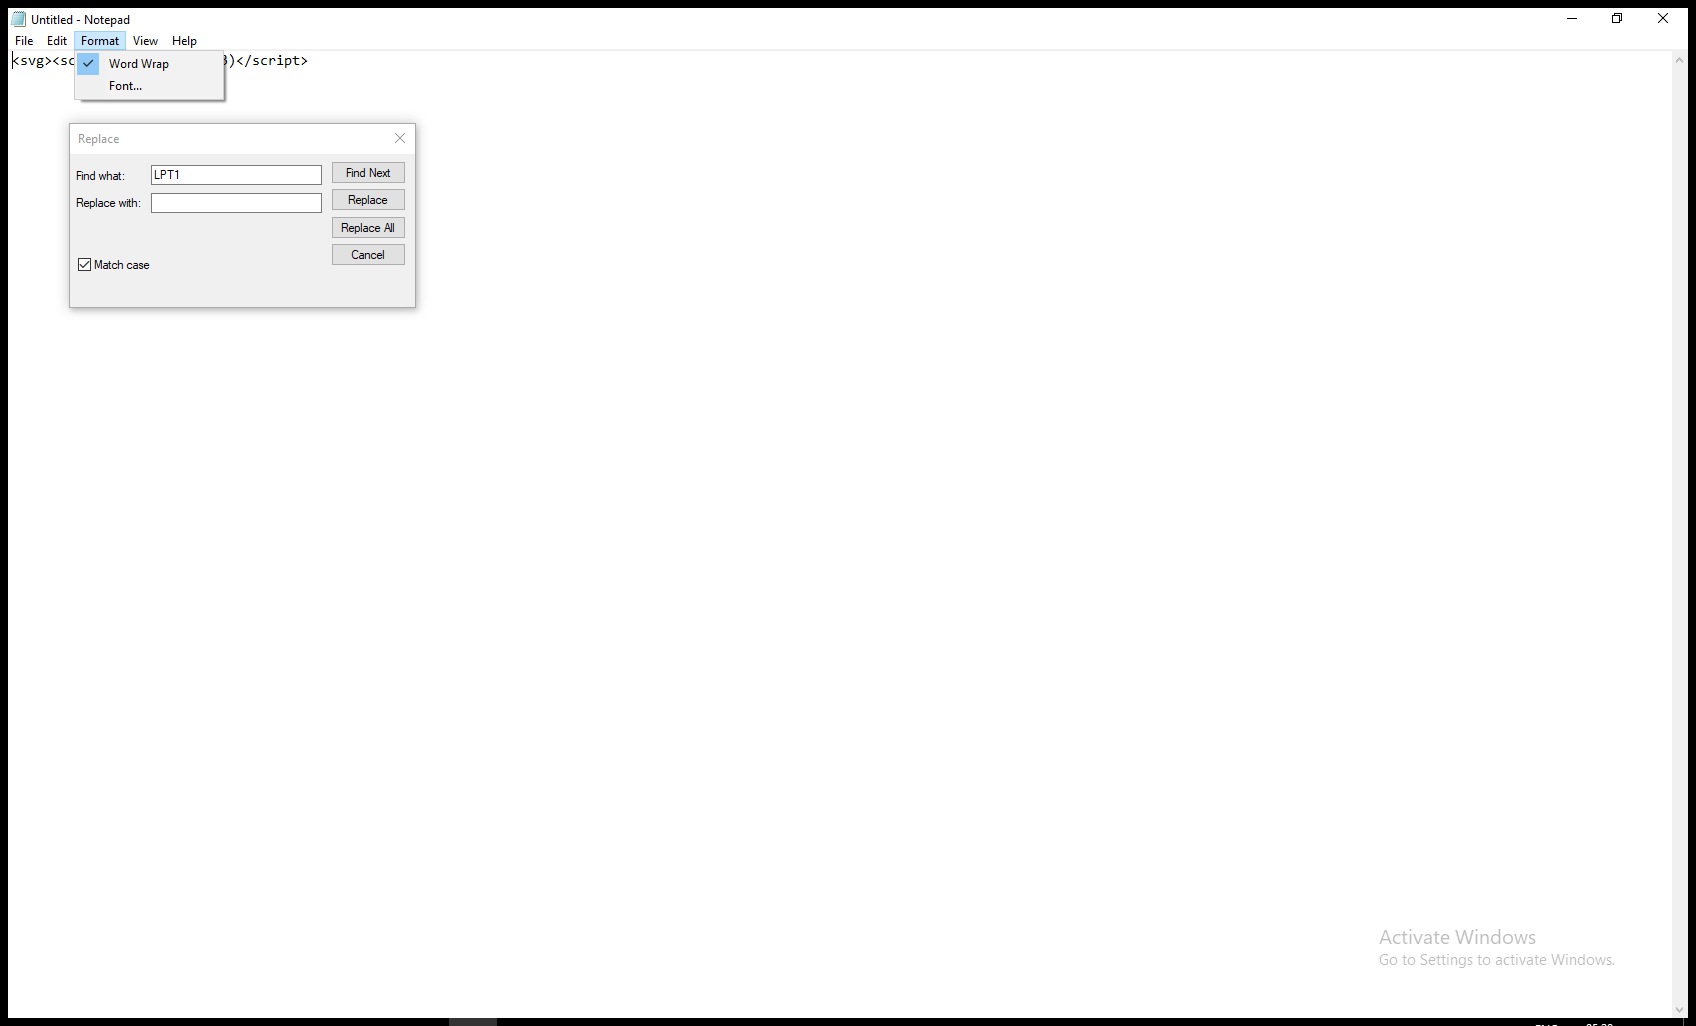 Untitled - Notepad
File Edit Format View Help
<svg><sc 3)</script>
Word Wrap
Font...
Replace
Find what: LPT1 Find Next
Replace with: Replace
Replace All
Cancel
Match case
Activate Windows
Go to Settings to activate Windows.